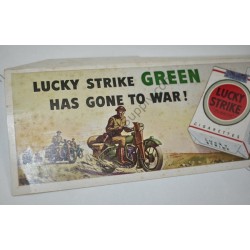 LUCKY STRIKE GREEN
HAS GONE TO WAR!
LUCKY
STRIKE
CIGARETTES